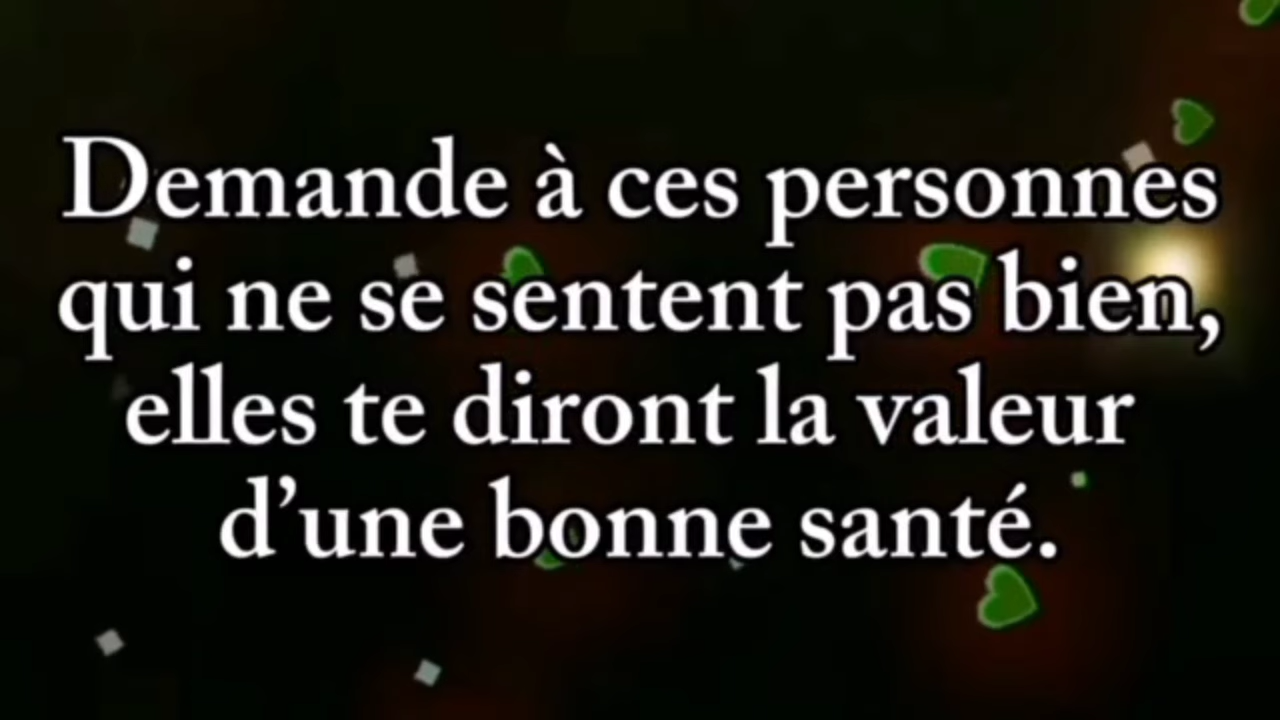 Demande à ces personnes
qui ne se sentent pas bien,
elles te diront la valeur
d’une bonne santé.